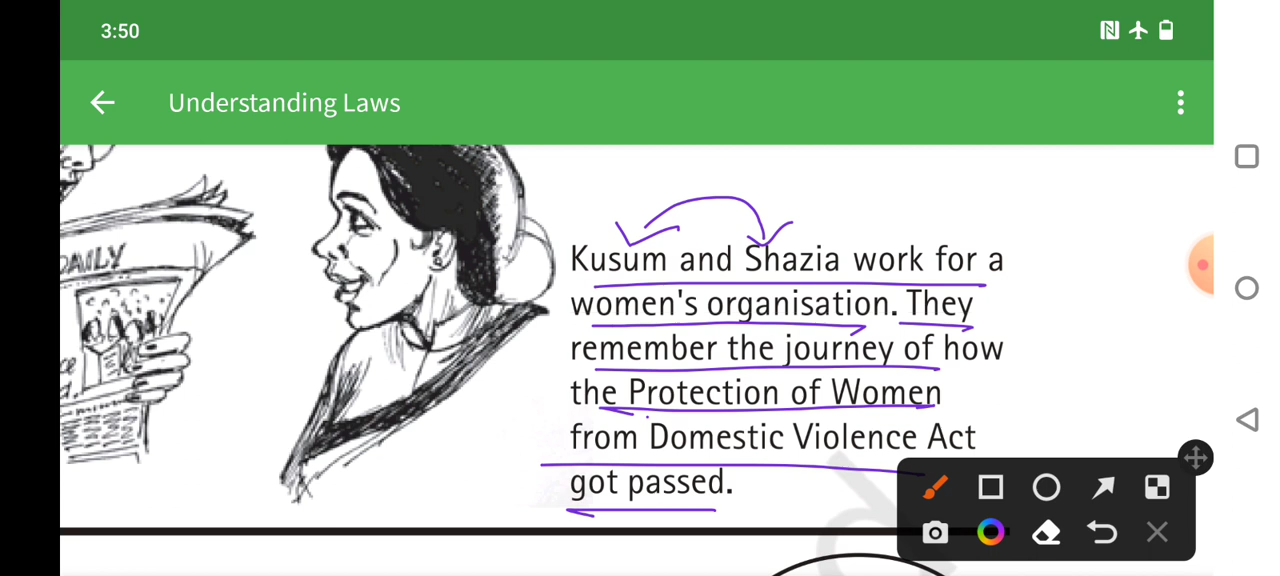 3:50
Understanding Laws
DAILY
Kusum and Shazia work for a
women's organisation. They
remember the journey of how
the Protection of Women
from Domestic Violence Act
got passed.